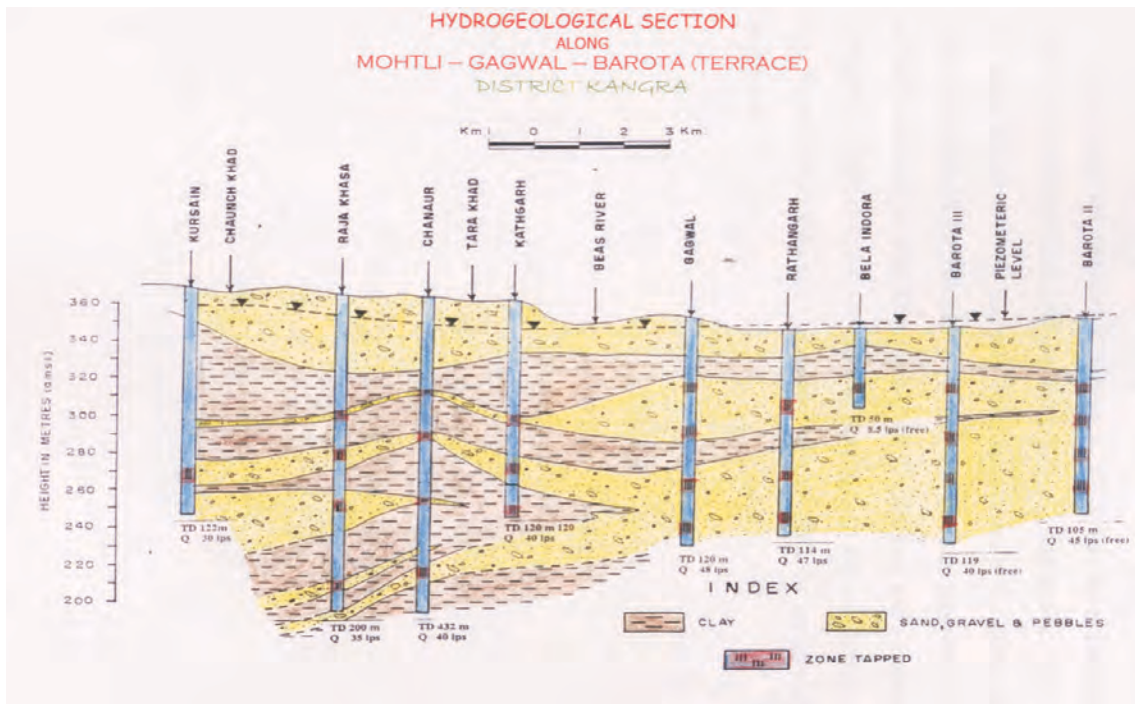 HYDROGEOLOGICAL SECTION
ALONG
MOHTLI – GAGWAL – BAROTA (TERRACE)
DISTRICT KANGRA
Km 1 0 1 2 3 Km
KURSAIN
CHAUNCH KHAD
RAJA KHASA
CHANAUR
TARA KHAD
KATHGARH
BEAS RIVER
GAGWAL
RATHANGARH
BELA INDORA
BAROTA III
PIEZOMETERIC
LEVEL
BAROTA II
HEIGHT IN METRES (amsl)
360
340
320
300
280
260
240
220
200
TD 122m
Q 30 lps
TD 200 m
Q 35 lps
TD 432 m
Q 40 lps
TD 120 m 120
Q 40 lps
TD 120 m
Q 48 lps
TD 114 m
Q 47 lps
TD 50 m
Q 8.5 lps (free)
TD 119
Q 40 lps (free)
TD 105 m
Q 45 lps (free)
INDEX
CLAY
SAND, GRAVEL & PEBBLES
ZONE TAPPED